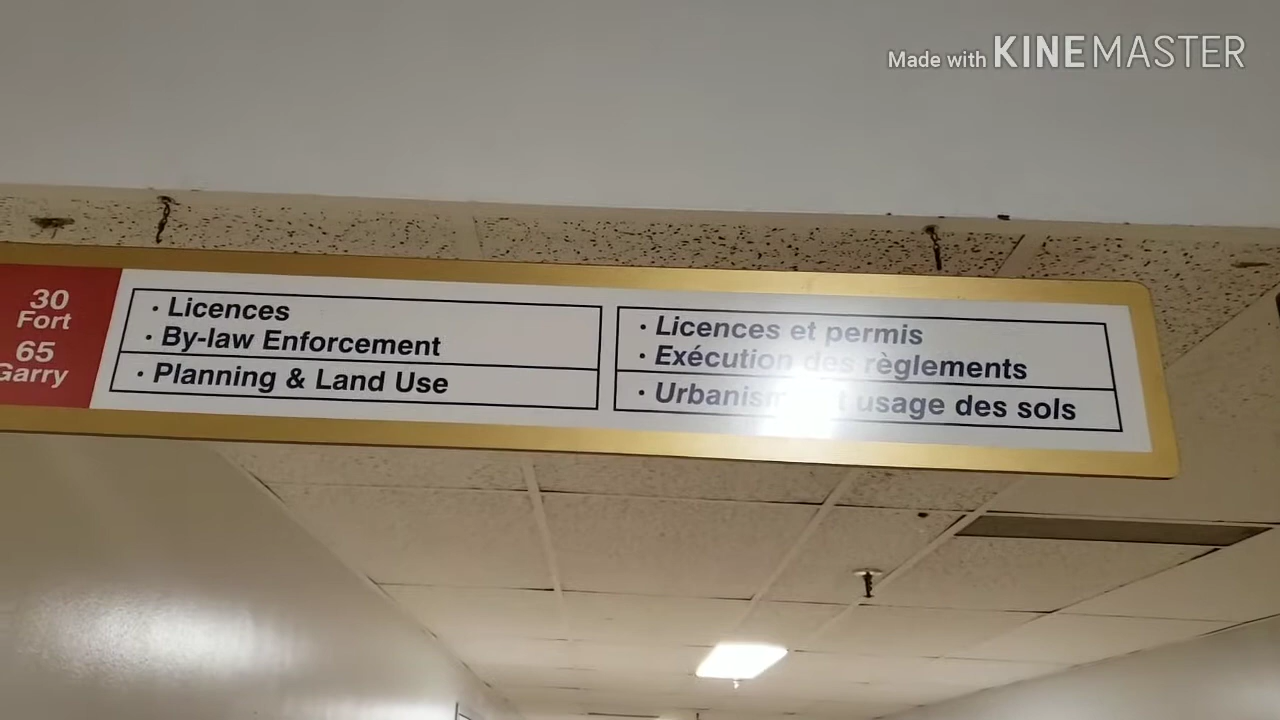 Made with KINEMASTER
30
Fort
65
Garry
· Licences
· By-law Enforcement
· Planning & Land Use
· Licences et permis
· Exécution des règlements
· usage des sols